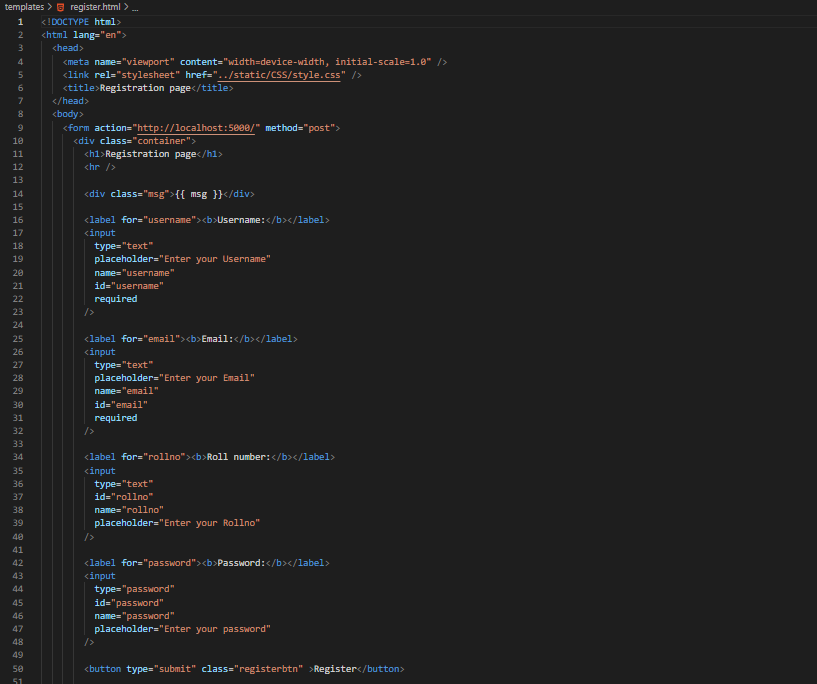 templates > register.html > ...
1 <!DOCTYPE html>
2 <html lang="en">
3 <head>
4 <meta name="viewport" content="width=device-width, initial-scale=1.0" />
5 <link rel="stylesheet" href="../static/CSS/style.css" />
6 <title>Registration page</title>
7 </head>
8 <body>
9 <form action="http://localhost:5000/" method="post">
10 <div class="container">
11 <h1>Registration page</h1>
12 <hr />
13
14 <div class="msg">{{ msg }}</div>
15
16 <label for="username"><b>Username:</b></label>
17 <input
18 type="text"
19 placeholder="Enter your Username"
20 name="username"
21 id="username"
22 required
23 />
24
25 <label for="email"><b>Email:</b></label>
26 <input
27 type="text"
28 placeholder="Enter your Email"
29 name="email"
30 id="email"
31 required
32 />
33
34 <label for="rollno"><b>Roll number:</b></label>
35 <input
36 type="text"
37 id="rollno"
38 name="rollno"
39 placeholder="Enter your Rollno"
40 />
41
42 <label for="password"><b>Password:</b></label>
43 <input
44 type="password"
45 id="password"
46 name="password"
47 placeholder="Enter your password"
48 />
49
50 <button type="submit" class="registerbtn" >Register</button>
51